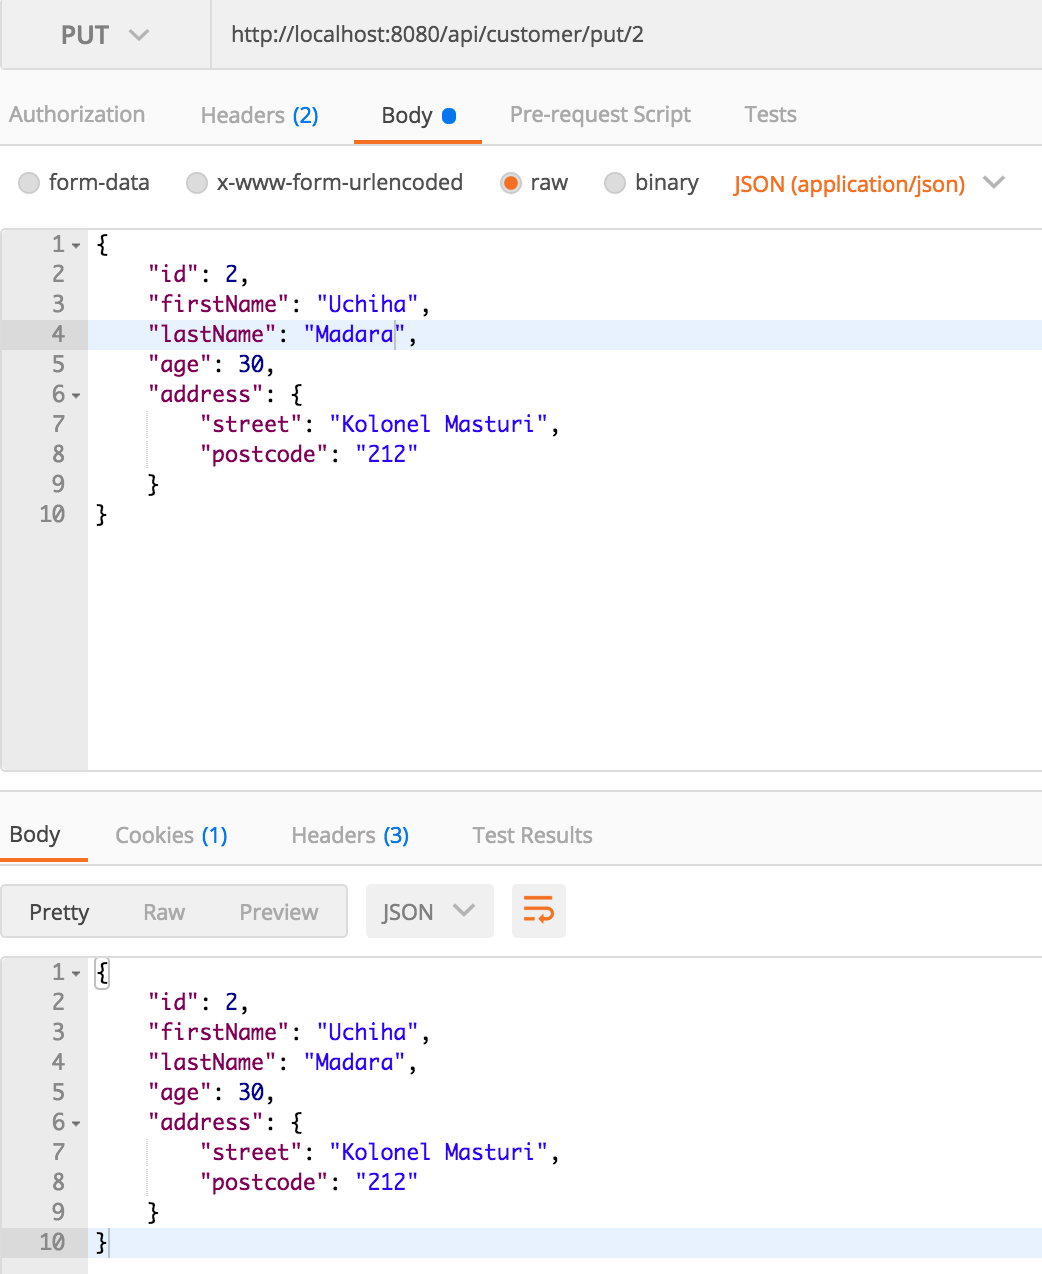 PUT http://localhost:8080/api/customer/put/2
Authorization Headers (2) Body Pre-request Script Tests
form-data x-www-form-urlencoded raw binary JSON (application/json)
1 {
2 "id": 2,
3 "firstName": "Uchiha",
4 "lastName": "Madara",
5 "age": 30,
6 "address": {
7 "street": "Kolonel Masturi",
8 "postcode": "212"
9 }
10 }
Body Cookies (1) Headers (3) Test Results
Pretty Raw Preview JSON
1 {
2 "id": 2,
3 "firstName": "Uchiha",
4 "lastName": "Madara",
5 "age": 30,
6 "address": {
7 "street": "Kolonel Masturi",
8 "postcode": "212"
9 }
10 }